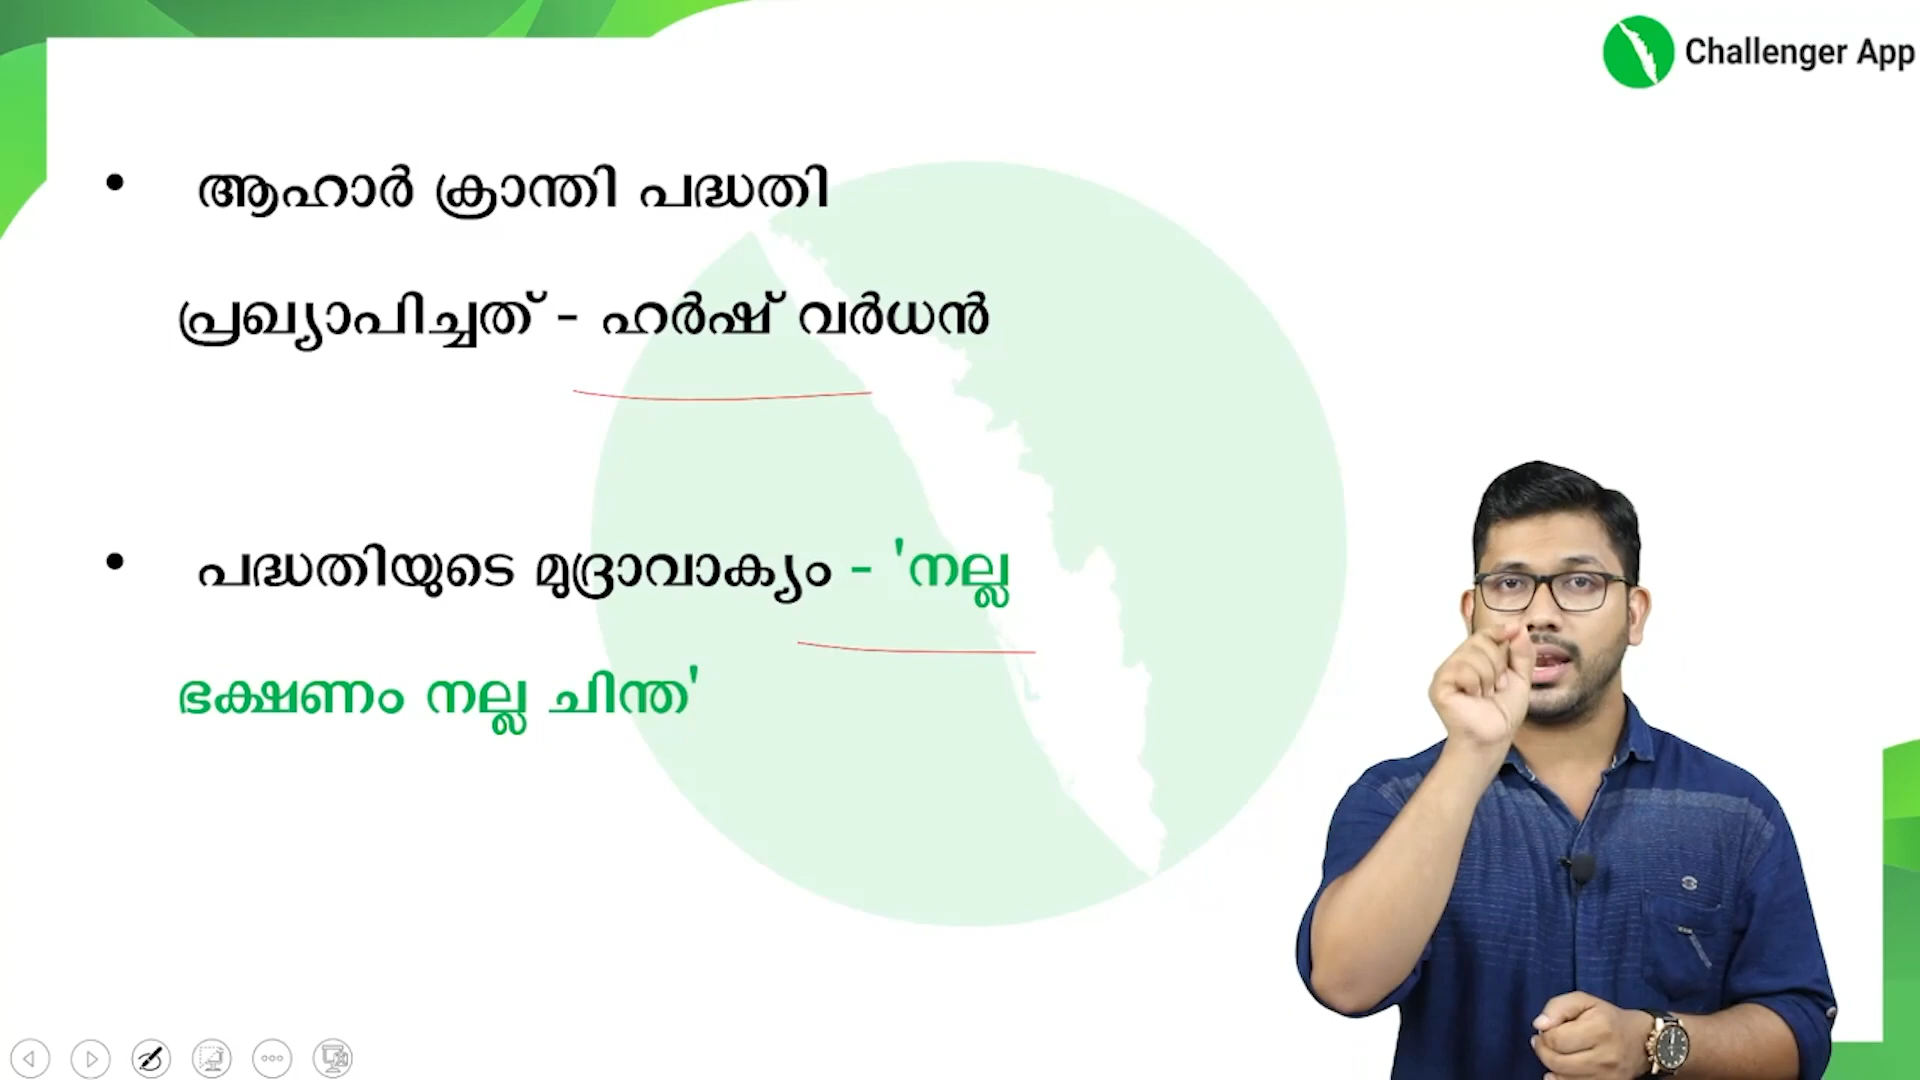 Challenger App
• ആഹാർ ക്രാന്തി പദ്ധതി
പ്രഖ്യാപിച്ചത് - ഹർഷ് വർധൻ
• പദ്ധതിയുടെ മുദ്രാവാക്യം - 'നല്ല
ഭക്ഷണം നല്ല ചിന്ത'